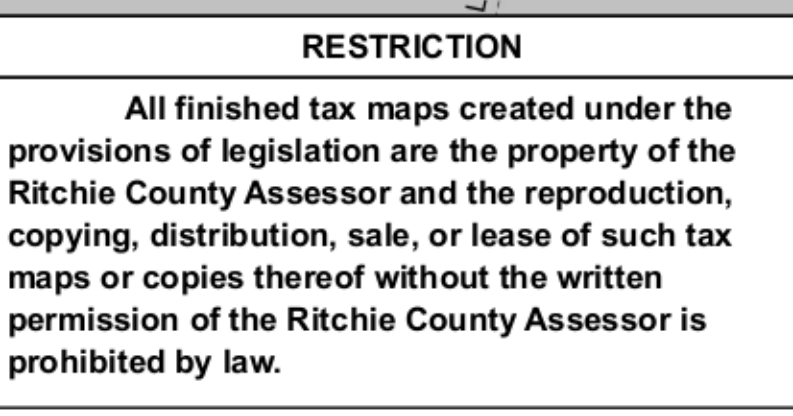 RESTRICTION
All finished tax maps created under the
provisions of legislation are the property of the
Ritchie County Assessor and the reproduction,
copying, distribution, sale, or lease of such tax
maps or copies thereof without the written
permission of the Ritchie County Assessor is
prohibited by law.